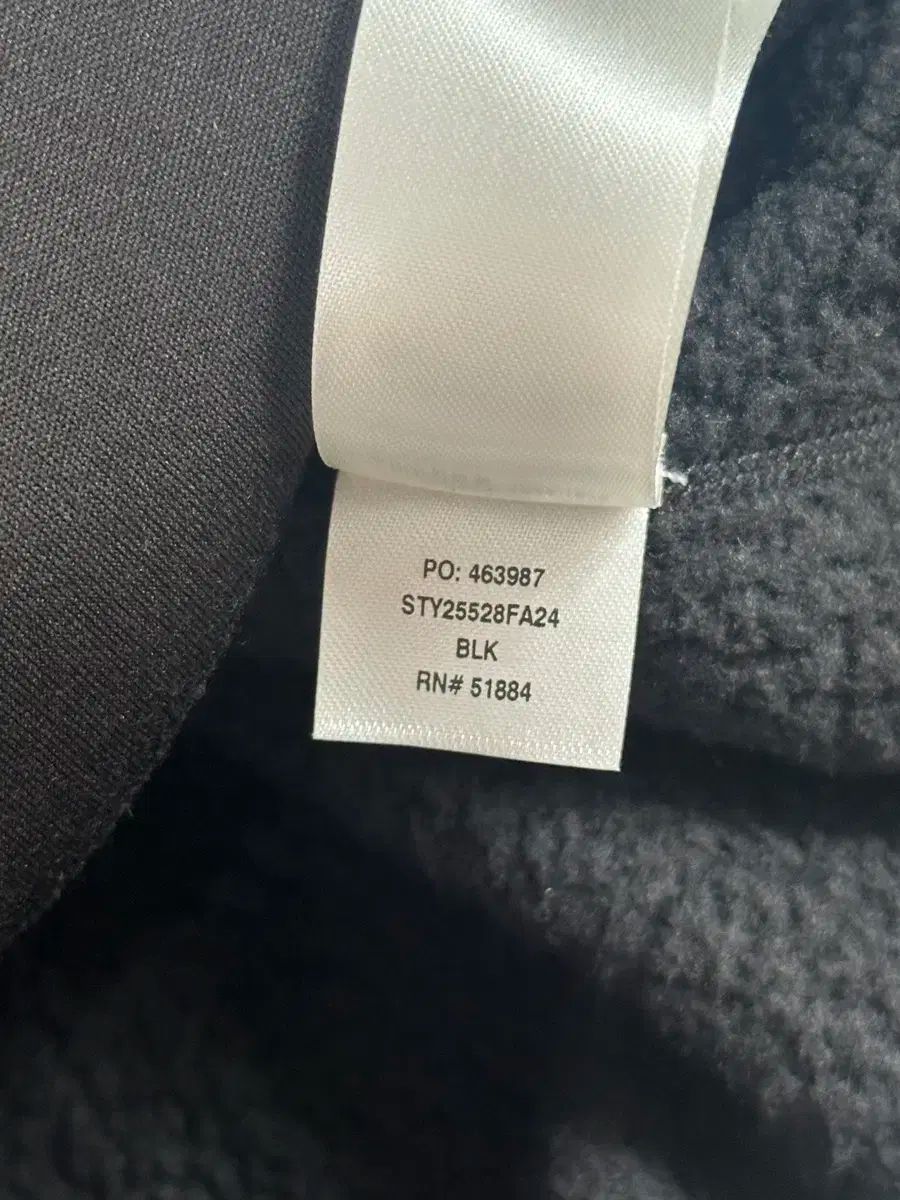 PO: 463987
STY25528FA24
BLK
RN# 51884